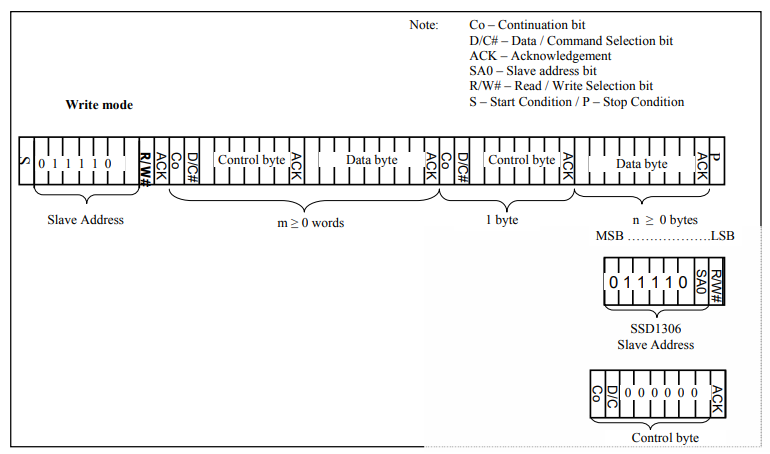 Note: Co – Continuation bit
D/C# – Data / Command Selection bit
ACK – Acknowledgement
SA0 – Slave address bit
R/W# – Read / Write Selection bit
S – Start Condition / P – Stop Condition
Write mode
S 0 1 1 1 1 0 R/W# ACK Co D/C# Control byte ACK Data byte ACK Co D/C# Control byte ACK Data byte ACK P
Slave Address
m ≥ 0 words
1 byte
n ≥ 0 bytes
MSB ....................LSB
0 1 1 1 1 0 SA0 R/W#
SSD1306
Slave Address
Co D/C 0 0 0 0 0 0 ACK
Control byte